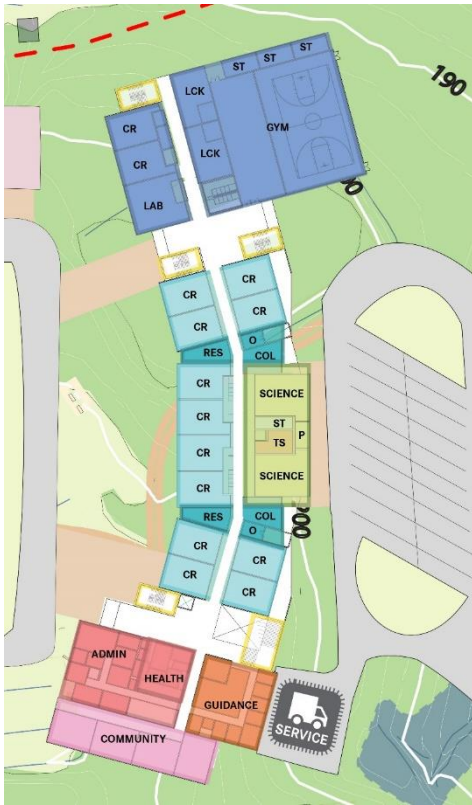 190
ST
ST
ST
LCK
CR
GYM
LCK
CR
LAB
CR
CR
CR
CR
O
RES
COL
CR
SCIENCE
CR
ST
P
TS
CR
SCIENCE
CR
RES
COL
O
CR
CR
CR
CR
ADMIN
HEALTH
GUIDANCE
SERVICE
COMMUNITY